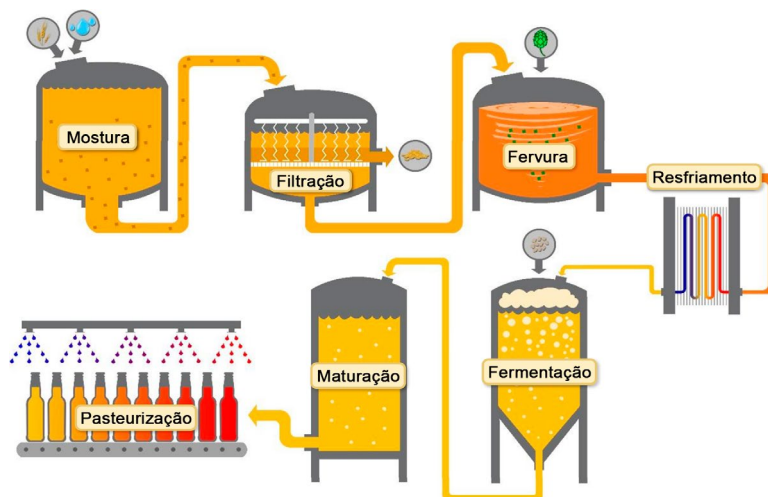 Mostura
Filtração
Fervura
Resfriamento
Fermentação
Maturação
Pasteurização